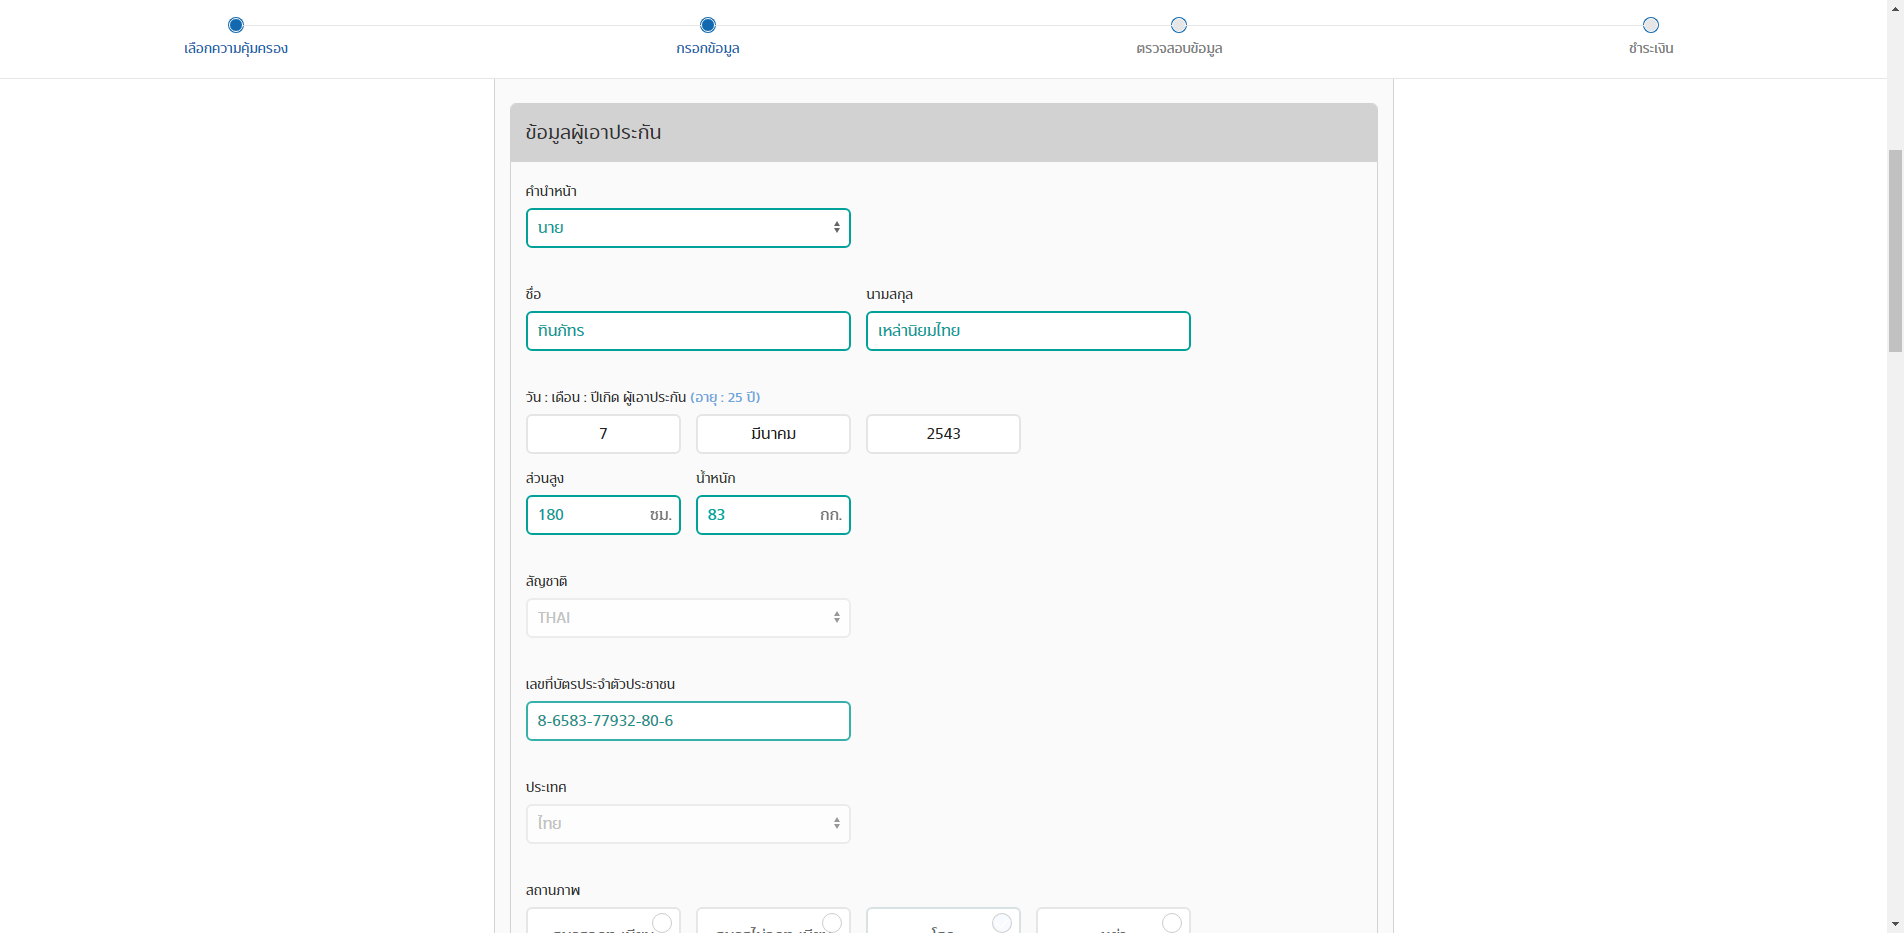 เลือกความคุ้มครอง
กรอกข้อมูล
ตรวจสอบข้อมูล
ชำระเงิน
ข้อมูลผู้เอาประกัน
คำนำหน้า
นาย
ชื่อ นามสกุล
ทินภัทร เหล่านิยมไทย
วัน : เดือน : ปีเกิด ผู้เอาประกัน (อายุ : 25 ปี)
7 มีนาคม 2543
ส่วนสูง น้ำหนัก
180 ซม. 83 กก.
สัญชาติ
THAI
เลขที่บัตรประจำตัวประชาชน
8-6583-77932-80-6
ประเทศ
ไทย
สถานภาพ